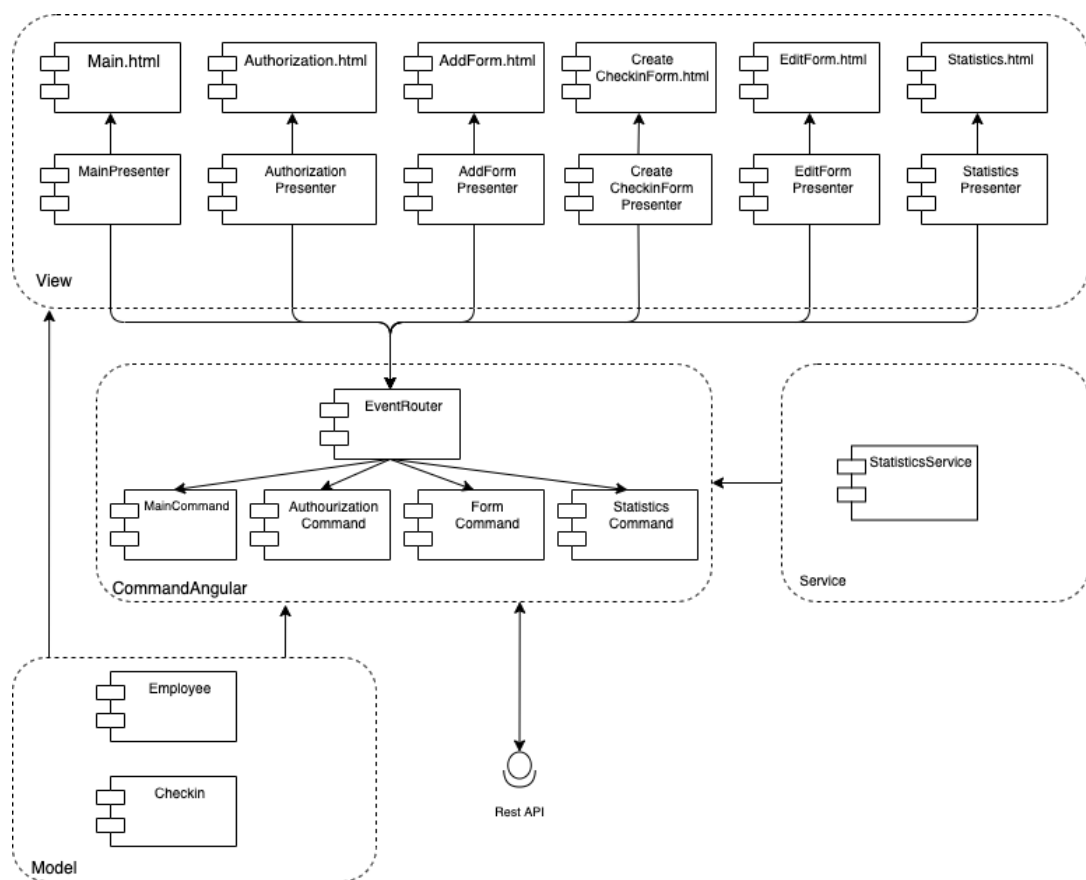 Main.html
Authorization.html
AddForm.html
Create
CheckinForm.html
EditForm.html
Statistics.html
MainPresenter
Authorization
Presenter
AddForm
Presenter
Create
CheckinForm
Presenter
EditForm
Presenter
Statistics
Presenter
View
EventRouter
StatisticsService
MainCommand
Authourization
Command
Form
Command
Statistics
Command
CommandAngular
Service
Employee
Checkin
Rest API
Model